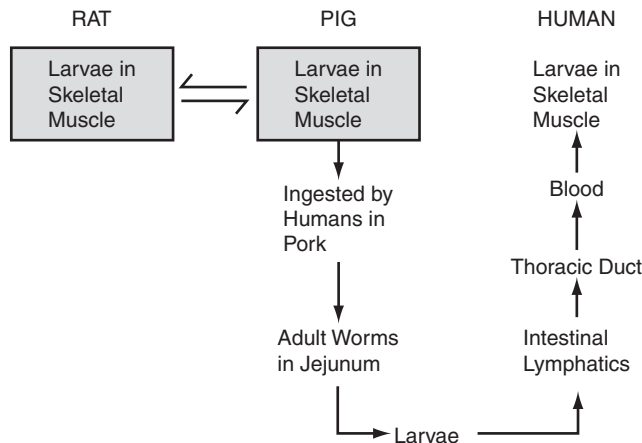 RAT
PIG
HUMAN
Larvae in
Skeletal
Muscle
Larvae in
Skeletal
Muscle
Larvae in
Skeletal
Muscle
Ingested by
Humans in
Pork
Blood
Thoracic Duct
Adult Worms
in Jejunum
Intestinal
Lymphatics
Larvae